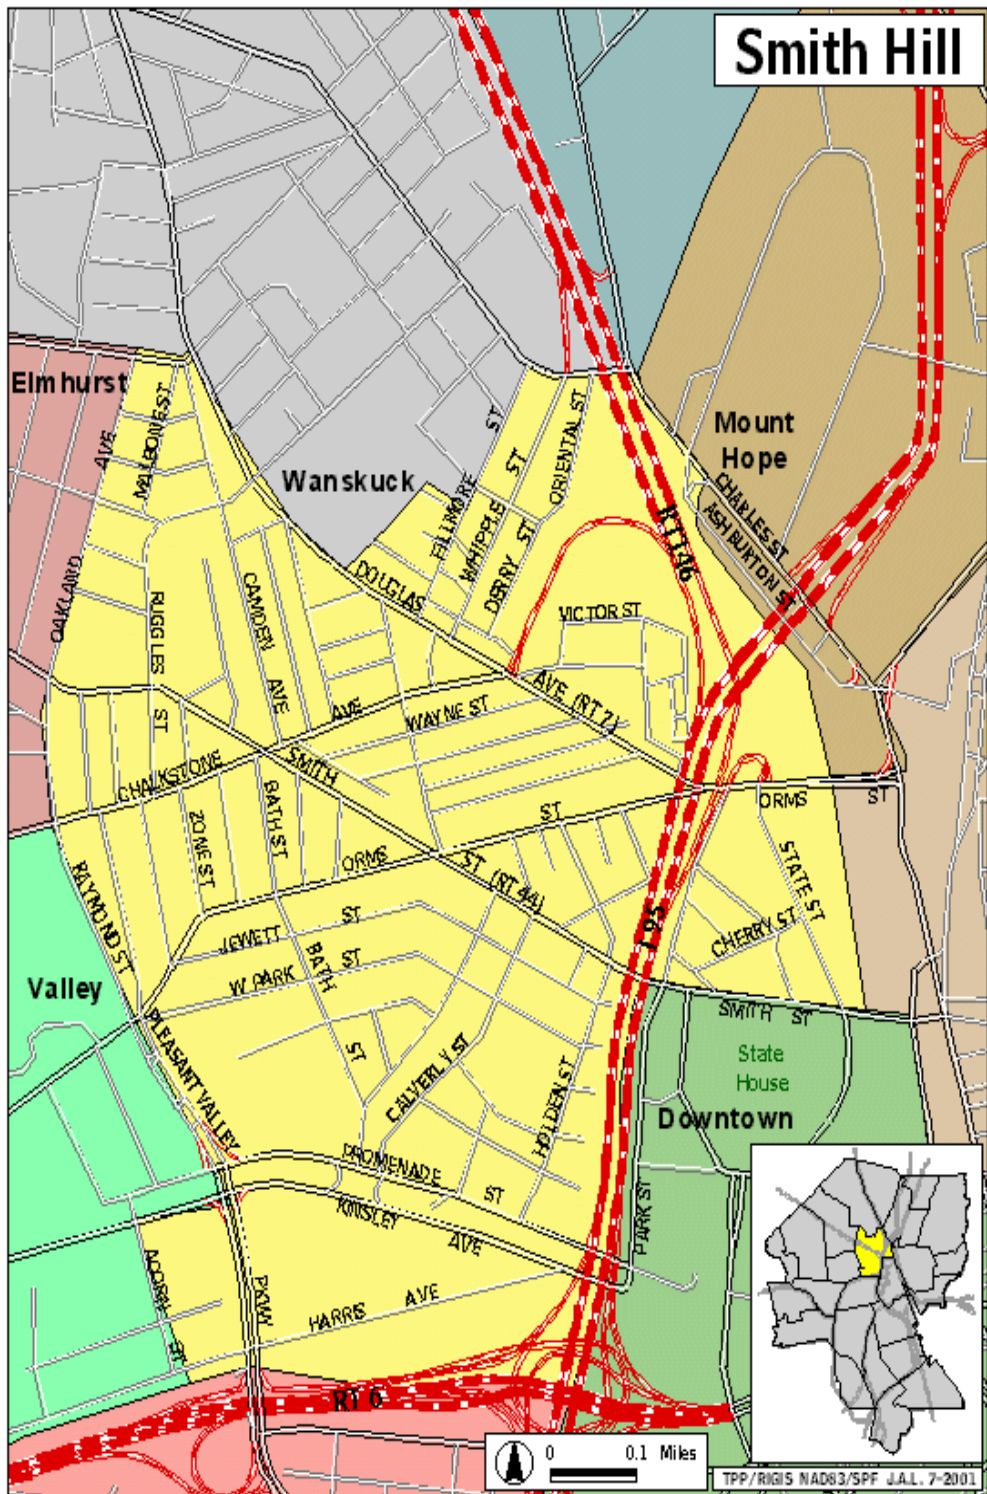 Smith Hill
Elmhurst
Wanskuck
Mount
Hope
Valley
State
House
Downtown
MALBONE ST
AVE
OAKLAND
RUGGLES
ST
CAMDEN
AVE
DOUGLAS
AVE (RT 7)
FILLMORE
ST
WHIPPLE
ST
DERRY ST
ORIENTAL ST
RT 146
CHARLES ST
ASHBURTON ST
VICTOR ST
WAYNE ST
CHALKSTONE
AVE
SMITH
ST (RT 44)
ZONE ST
BATH ST
ORMS
ST
ORMS
ST
STATE ST
CHERRY ST
I 95
RAYMOND ST
JEWETT
ST
W PARK
ST
BATH
ST
CALVERLY ST
HOLDEN ST
SMITH ST
PLEASANT VALLEY
PKWY
PROMENADE
ST
KINSLEY
AVE
PARK ST
ACORN
ST
HARRIS
AVE
RT 6
0 0.1 Miles
TPP/RIGIS NAD83/SPF J.A.L. 7-2001